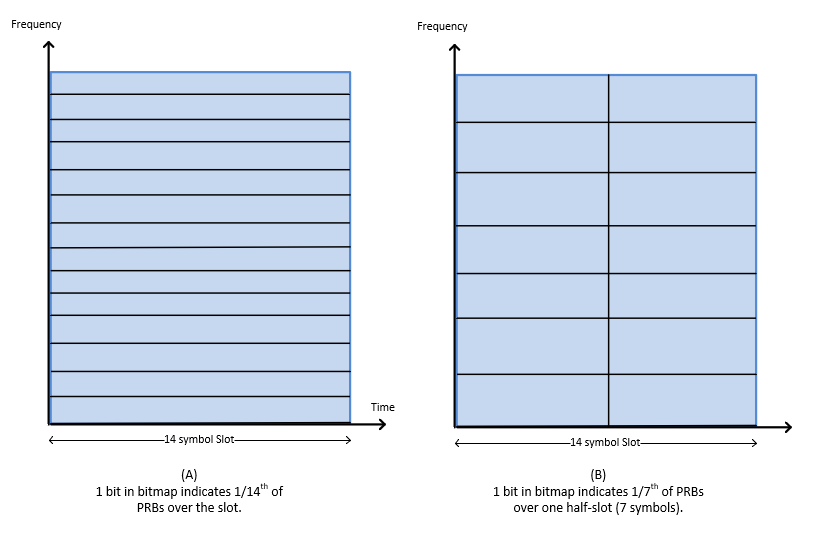 Frequency
Time
14 symbol Slot
(A)
1 bit in bitmap indicates 1/14th of
PRBs over the slot.
Frequency
14 symbol Slot
(B)
1 bit in bitmap indicates 1/7th of PRBs
over one half-slot (7 symbols).